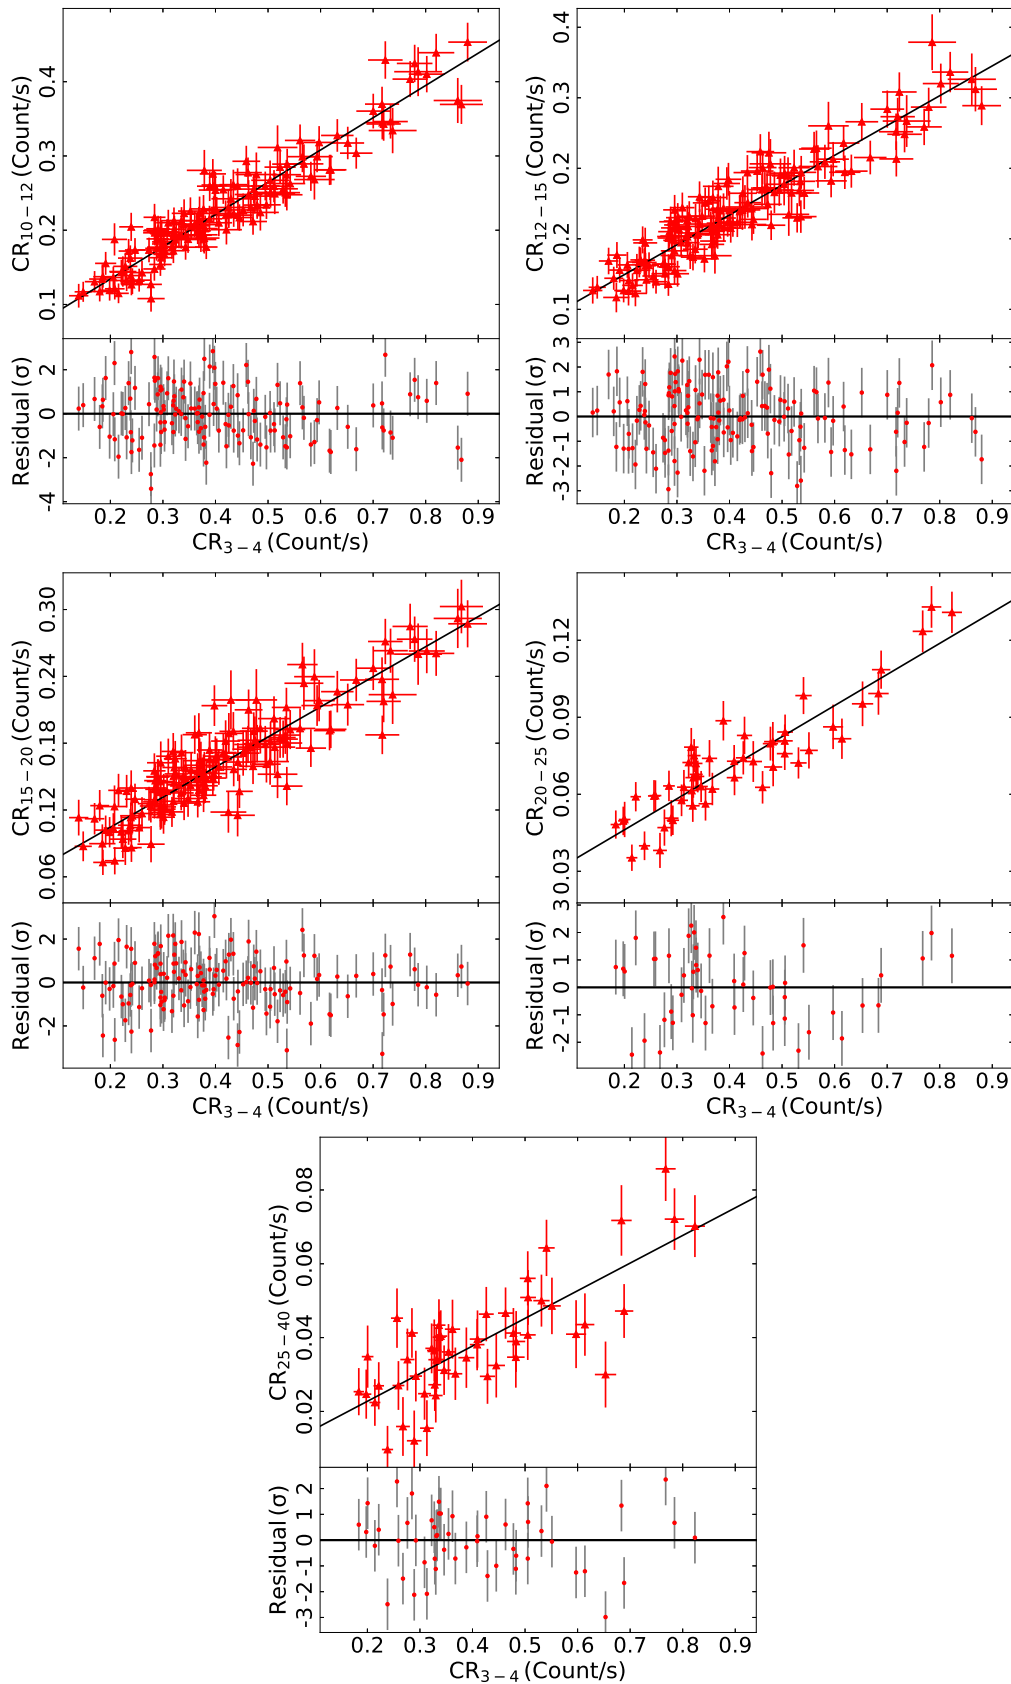 CR10−12 (Count/s)
0.4
0.3
0.2
0.1
Residual (σ)
2
0
-2
-4
0.2 0.3 0.4 0.5 0.6 0.7 0.8 0.9
CR3−4 (Count/s)
CR12−15 (Count/s)
0.4
0.3
0.2
0.2
0.1
Residual (σ)
3
2
1
0
-1
-2
-3
0.2 0.3 0.4 0.5 0.6 0.7 0.8 0.9
CR3−4 (Count/s)
CR15−20 (Count/s)
0.30
0.24
0.18
0.12
0.06
Residual (σ)
2
0
-2
0.2 0.3 0.4 0.5 0.6 0.7 0.8 0.9
CR3−4 (Count/s)
CR20−25 (Count/s)
0.12
0.09
0.06
0.03
Residual (σ)
3
2
1
0
-1
-2
0.2 0.3 0.4 0.5 0.6 0.7 0.8 0.9
CR3−4 (Count/s)
CR25−40 (Count/s)
0.08
0.06
0.04
0.02
Residual (σ)
2
1
0
-1
-2
-3
0.2 0.3 0.4 0.5 0.6 0.7 0.8 0.9
CR3−4 (Count/s)